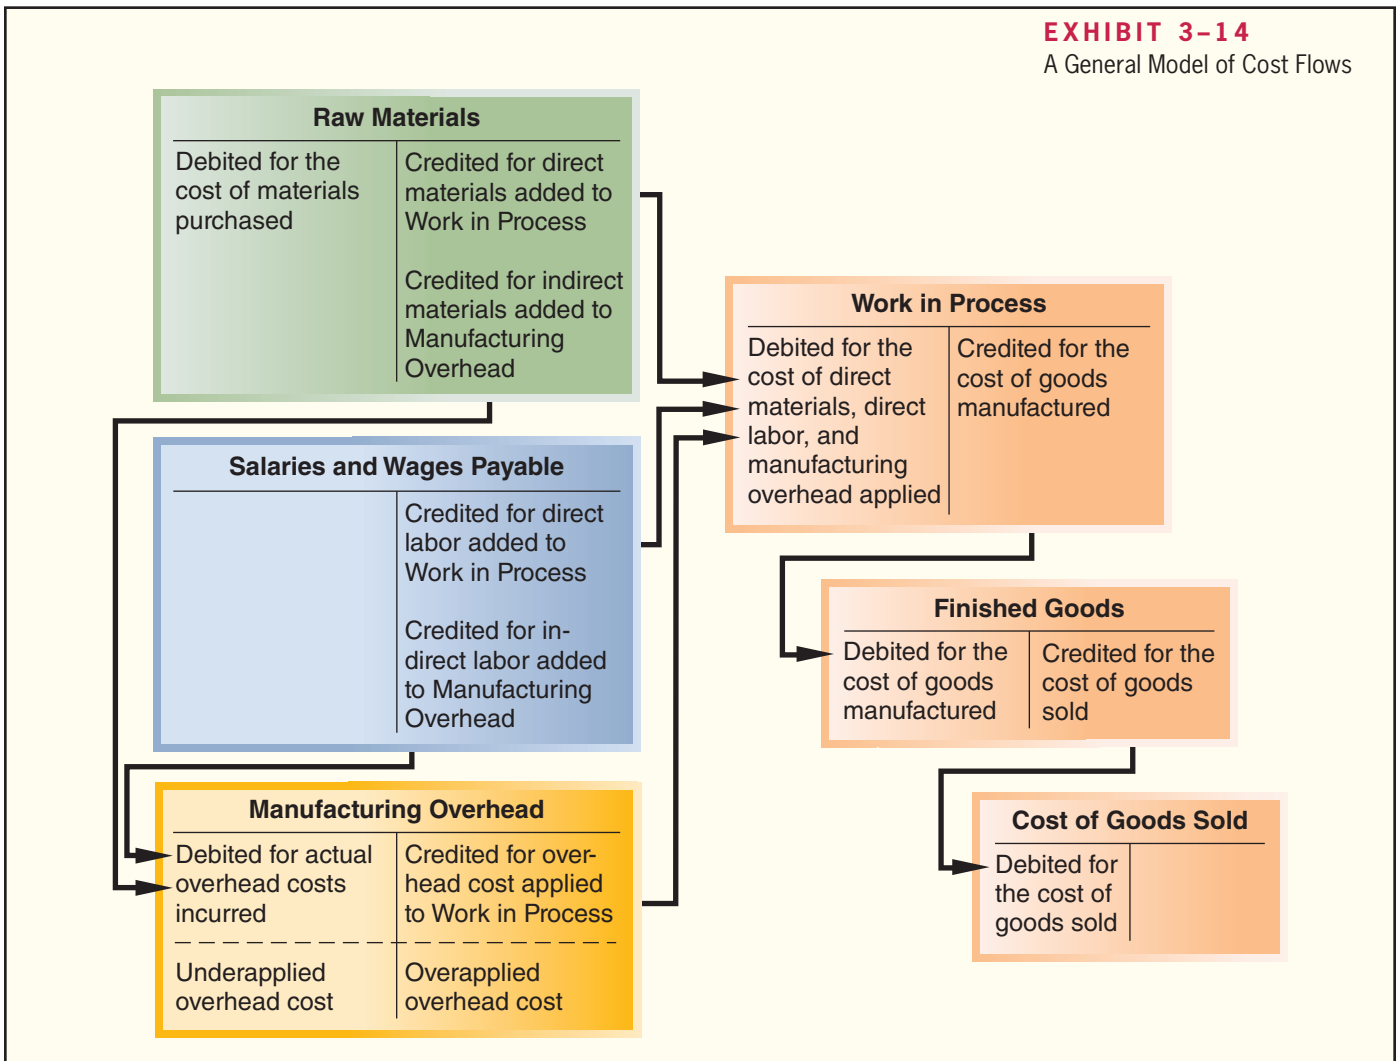 EXHIBIT 3–14
A General Model of Cost Flows
Raw Materials
Debited for the
cost of materials
purchased
Credited for direct
materials added to
Work in Process
Credited for indirect
materials added to
Manufacturing
Overhead
Salaries and Wages Payable
Credited for direct
labor added to
Work in Process
Credited for in-
direct labor added
to Manufacturing
Overhead
Manufacturing Overhead
Debited for actual
overhead costs
incurred
Credited for over-
head cost applied
to Work in Process
Underapplied
overhead cost
Overapplied
overhead cost
Work in Process
Debited for the
cost of direct
materials, direct
labor, and
manufacturing
overhead applied
Credited for the
cost of goods
manufactured
Finished Goods
Debited for the
cost of goods
manufactured
Credited for the
cost of goods
sold
Cost of Goods Sold
Debited for
the cost of
goods sold